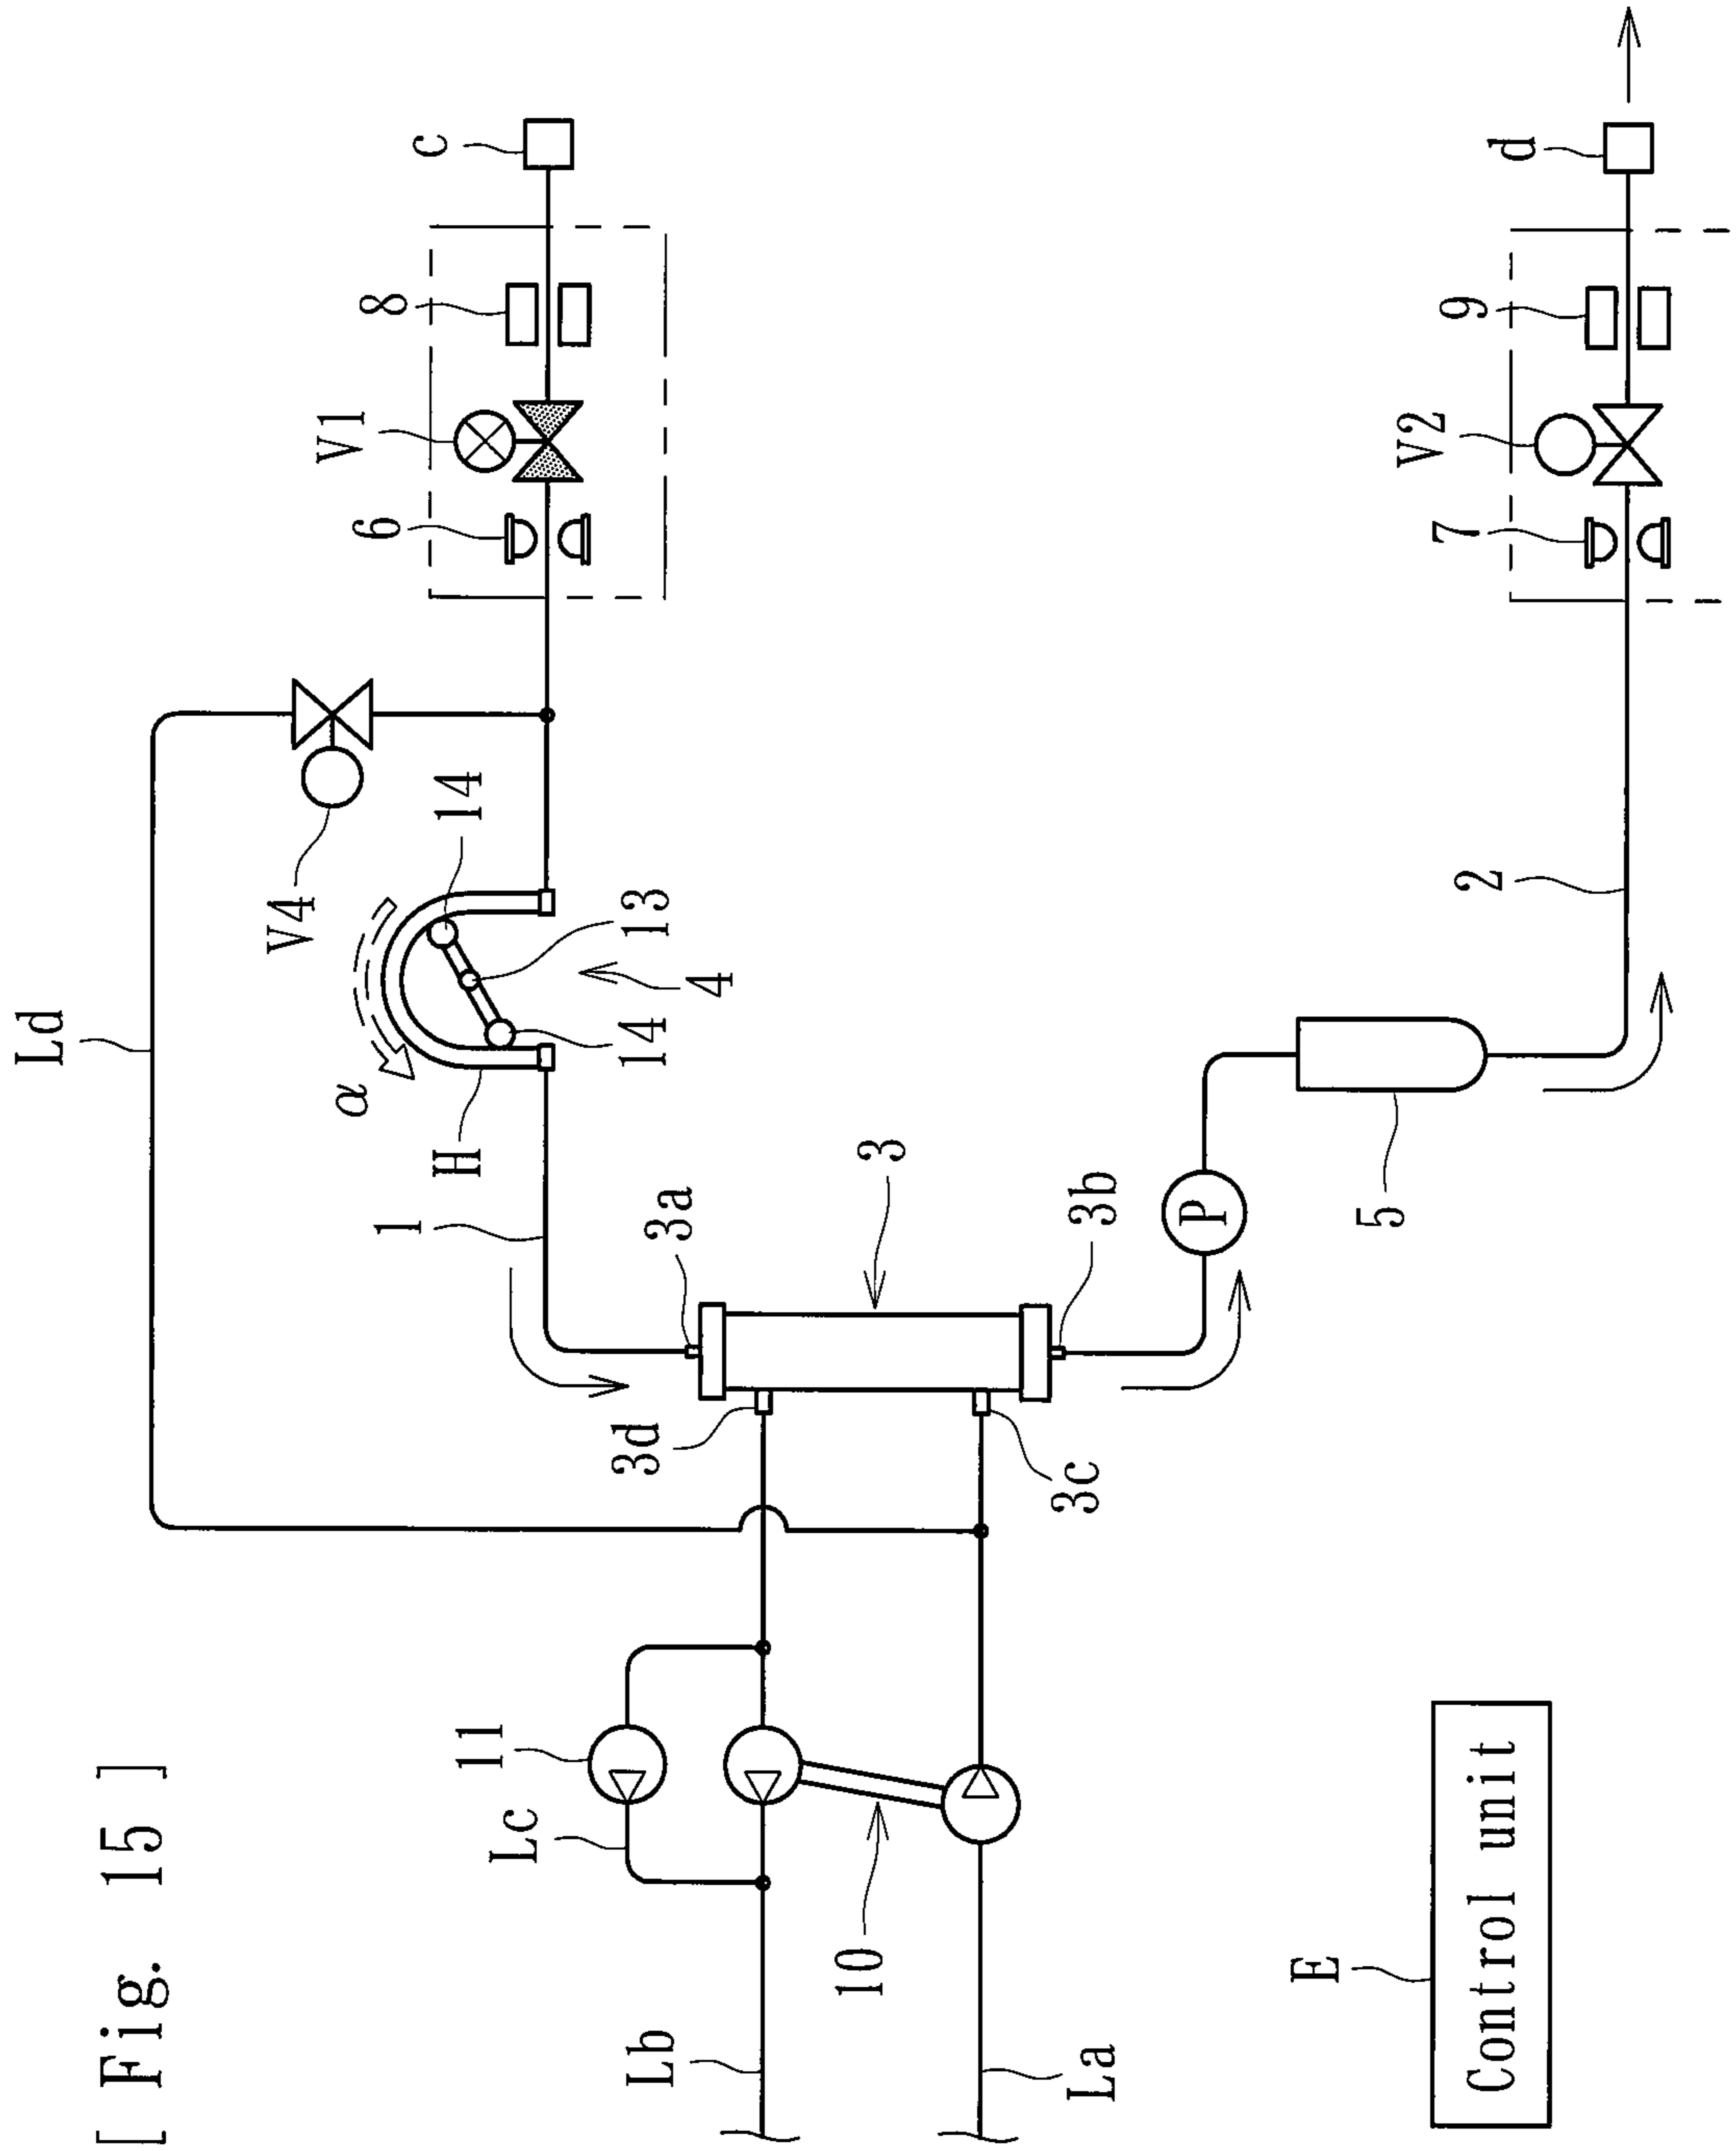 [ Fig. 15 ]
Ld
V4
14
α
H
13
14
4
1
V1
6
8
c
3a
3
3b
3d
3c
P
5
2
V2
7
9
d
11
Lc
10
Lb
La
E
Control unit